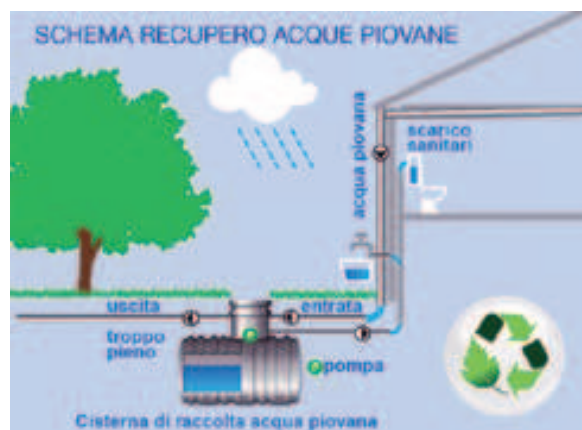 SCHEMA RECUPERO ACQUE PIOVANE
acqua piovana
scarico
sanitari
uscita
entrata
troppo
pieno
P
P pompa
Cisterna di raccolta acqua piovana